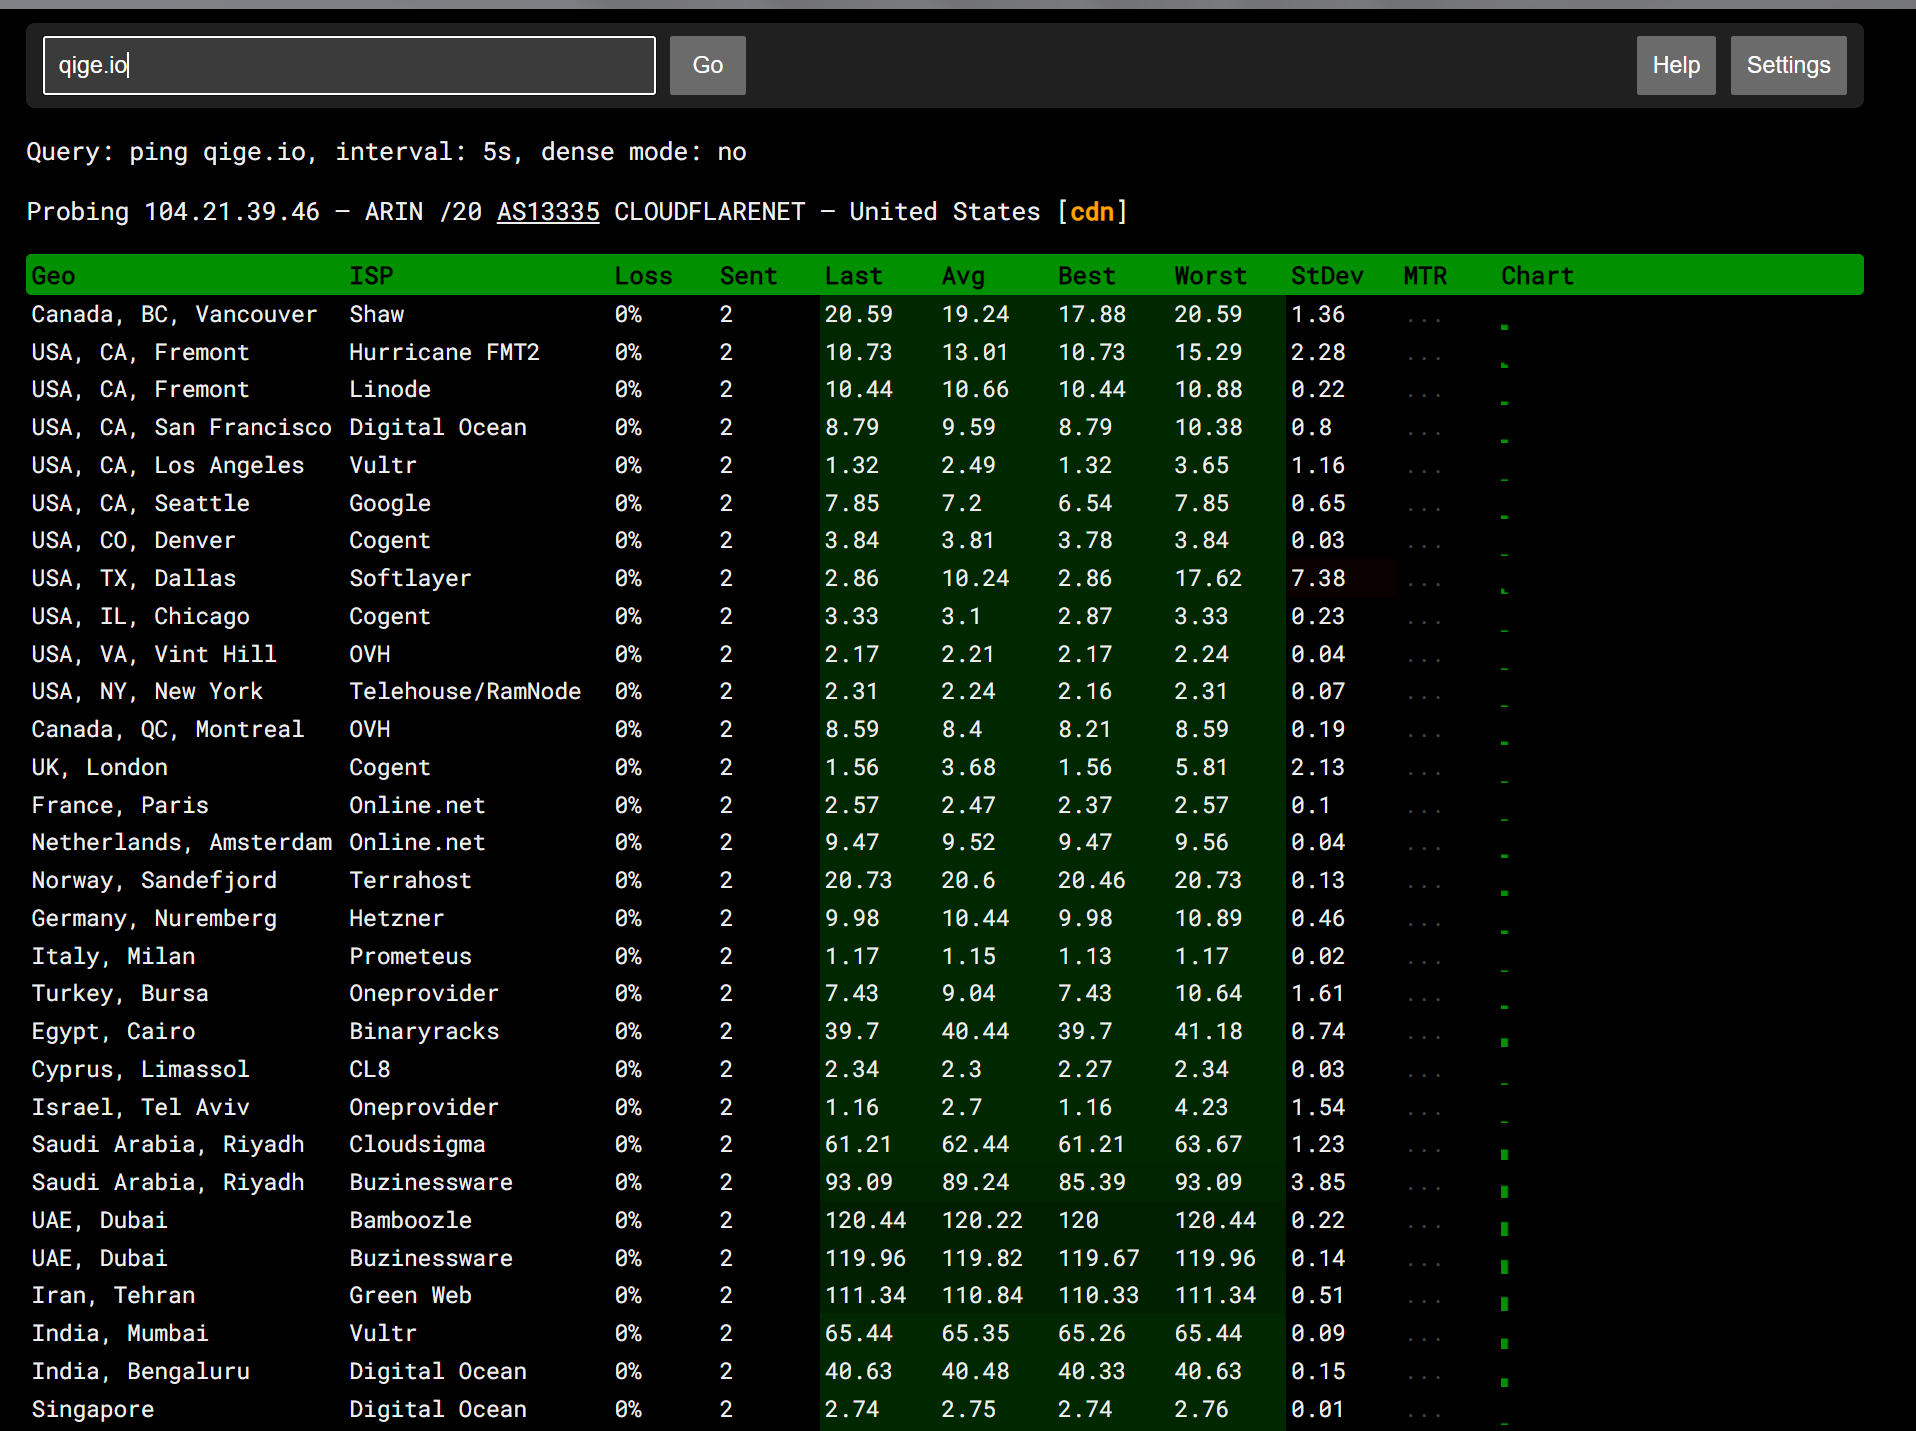 qige.io Go Help Settings
Query: ping qige.io, interval: 5s, dense mode: no
Probing 104.21.39.46 — ARIN /20 AS13335 CLOUDFLARENET — United States [cdn]
Geo ISP Loss Sent Last Avg Best Worst StDev MTR Chart
Canada, BC, Vancouver Shaw 0% 2 20.59 19.24 17.88 20.59 1.36 ...
USA, CA, Fremont Hurricane FMT2 0% 2 10.73 13.01 10.73 15.29 2.28 ...
USA, CA, Fremont Linode 0% 2 10.44 10.66 10.44 10.88 0.22 ...
USA, CA, San Francisco Digital Ocean 0% 2 8.79 9.59 8.79 10.38 0.8 ...
USA, CA, Los Angeles Vultr 0% 2 1.32 2.49 1.32 3.65 1.16 ...
USA, CA, Seattle Google 0% 2 7.85 7.2 6.54 7.85 0.65 ...
USA, CO, Denver Cogent 0% 2 3.84 3.81 3.78 3.84 0.03 ...
USA, TX, Dallas Softlayer 0% 2 2.86 10.24 2.86 17.62 7.38 ...
USA, IL, Chicago Cogent 0% 2 3.33 3.1 2.87 3.33 0.23 ...
USA, VA, Vint Hill OVH 0% 2 2.17 2.21 2.17 2.24 0.04 ...
USA, NY, New York Telehouse/RamNode 0% 2 2.31 2.24 2.16 2.31 0.07 ...
Canada, QC, Montreal OVH 0% 2 8.59 8.4 8.21 8.59 0.19 ...
UK, London Cogent 0% 2 1.56 3.68 1.56 5.81 2.13 ...
France, Paris Online.net 0% 2 2.57 2.47 2.37 2.57 0.1 ...
Netherlands, Amsterdam Online.net 0% 2 9.47 9.52 9.47 9.56 0.04 ...
Norway, Sandefjord Terrahost 0% 2 20.73 20.6 20.46 20.73 0.13 ...
Germany, Nuremberg Hetzner 0% 2 9.98 10.44 9.98 10.89 0.46 ...
Italy, Milan Prometeus 0% 2 1.17 1.15 1.13 1.17 0.02 ...
Turkey, Bursa Oneprovider 0% 2 7.43 9.04 7.43 10.64 1.61 ...
Egypt, Cairo Binaryracks 0% 2 39.7 40.44 39.7 41.18 0.74 ...
Cyprus, Limassol CL8 0% 2 2.34 2.3 2.27 2.34 0.03 ...
Israel, Tel Aviv Oneprovider 0% 2 1.16 2.7 1.16 4.23 1.54 ...
Saudi Arabia, Riyadh Cloudsigma 0% 2 61.21 62.44 61.21 63.67 1.23 ...
Saudi Arabia, Riyadh Buzinessware 0% 2 93.09 89.24 85.39 93.09 3.85 ...
UAE, Dubai Bamboozle 0% 2 120.44 120.22 120 120.44 0.22 ...
UAE, Dubai Buzinessware 0% 2 119.96 119.82 119.67 119.96 0.14 ...
Iran, Tehran Green Web 0% 2 111.34 110.84 110.33 111.34 0.51 ...
India, Mumbai Vultr 0% 2 65.44 65.35 65.26 65.44 0.09 ...
India, Bengaluru Digital Ocean 0% 2 40.63 40.48 40.33 40.63 0.15 ...
Singapore Digital Ocean 0% 2 2.74 2.75 2.74 2.76 0.01 ...